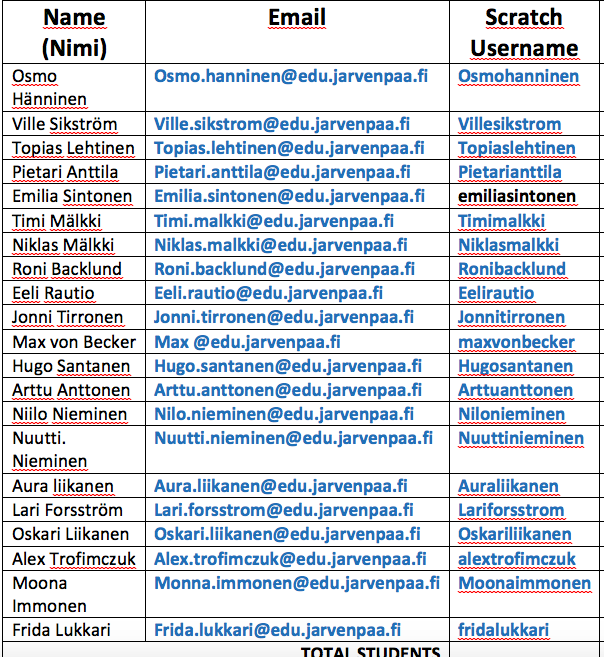 Name Email Scratch
(Nimi) Username
Osmo Osmo.hanninen@edu.jarvenpaa.fi Osmohanninen
Hänninen
Ville Sikström Ville.sikstrom@edu.jarvenpaa.fi Villesikstrom
Topias Lehtinen Topias.lehtinen@edu.jarvenpaa.fi Topiaslehtinen
Pietari Anttila Pietari.anttila@edu.jarvenpaa.fi Pietarianttila
Emilia Sintonen Emilia.sintonen@edu.jarvenpaa.fi emiliasintonen
Timi Mälkki Timi.malkki@edu.jarvenpaa.fi Timimalkki
Niklas Mälkki Niklas.malkki@edu.jarvenpaa.fi Niklasmalkki
Roni Backlund Roni.backlund@edu.jarvenpaa.fi Ronibacklund
Eeli Rautio Eeli.rautio@edu.jarvenpaa.fi Eelirautio
Jonni Tirronen Jonni.tirronen@edu.jarvenpaa.fi Jonnitirronen
Max von Becker Max @edu.jarvenpaa.fi maxvonbecker
Hugo Santanen Hugo.santanen@edu.jarvenpaa.fi Hugosantanen
Arttu Anttonen Arttu.anttonen@edu.jarvenpaa.fi Arttuanttonen
Niilo Nieminen Nilo.nieminen@edu.jarvenpaa.fi Nilonieminen
Nuutti. Nuutti.nieminen@edu.jarvenpaa.fi Nuuttinieminen
Nieminen
Aura liikanen Aura.liikanen@edu.jarvenpaa.fi Auraliikanen
Lari Forsström Lari.forsstrom@edu.jarvenpaa.fi Lariforsstrom
Oskari Liikanen Oskari.liikanen@edu.jarvenpaa.fi Oskariliikanen
Alex Trofimczuk Alex.trofimczuk@edu.jarvenpaa.fi alextrofimczuk
Moona Monna.immonen@edu.jarvenpaa.fi Moonaimmonen
Immonen
Frida Lukkari Frida.lukkari@edu.jarvenpaa.fi fridalukkari
TOTAL STUDENTS